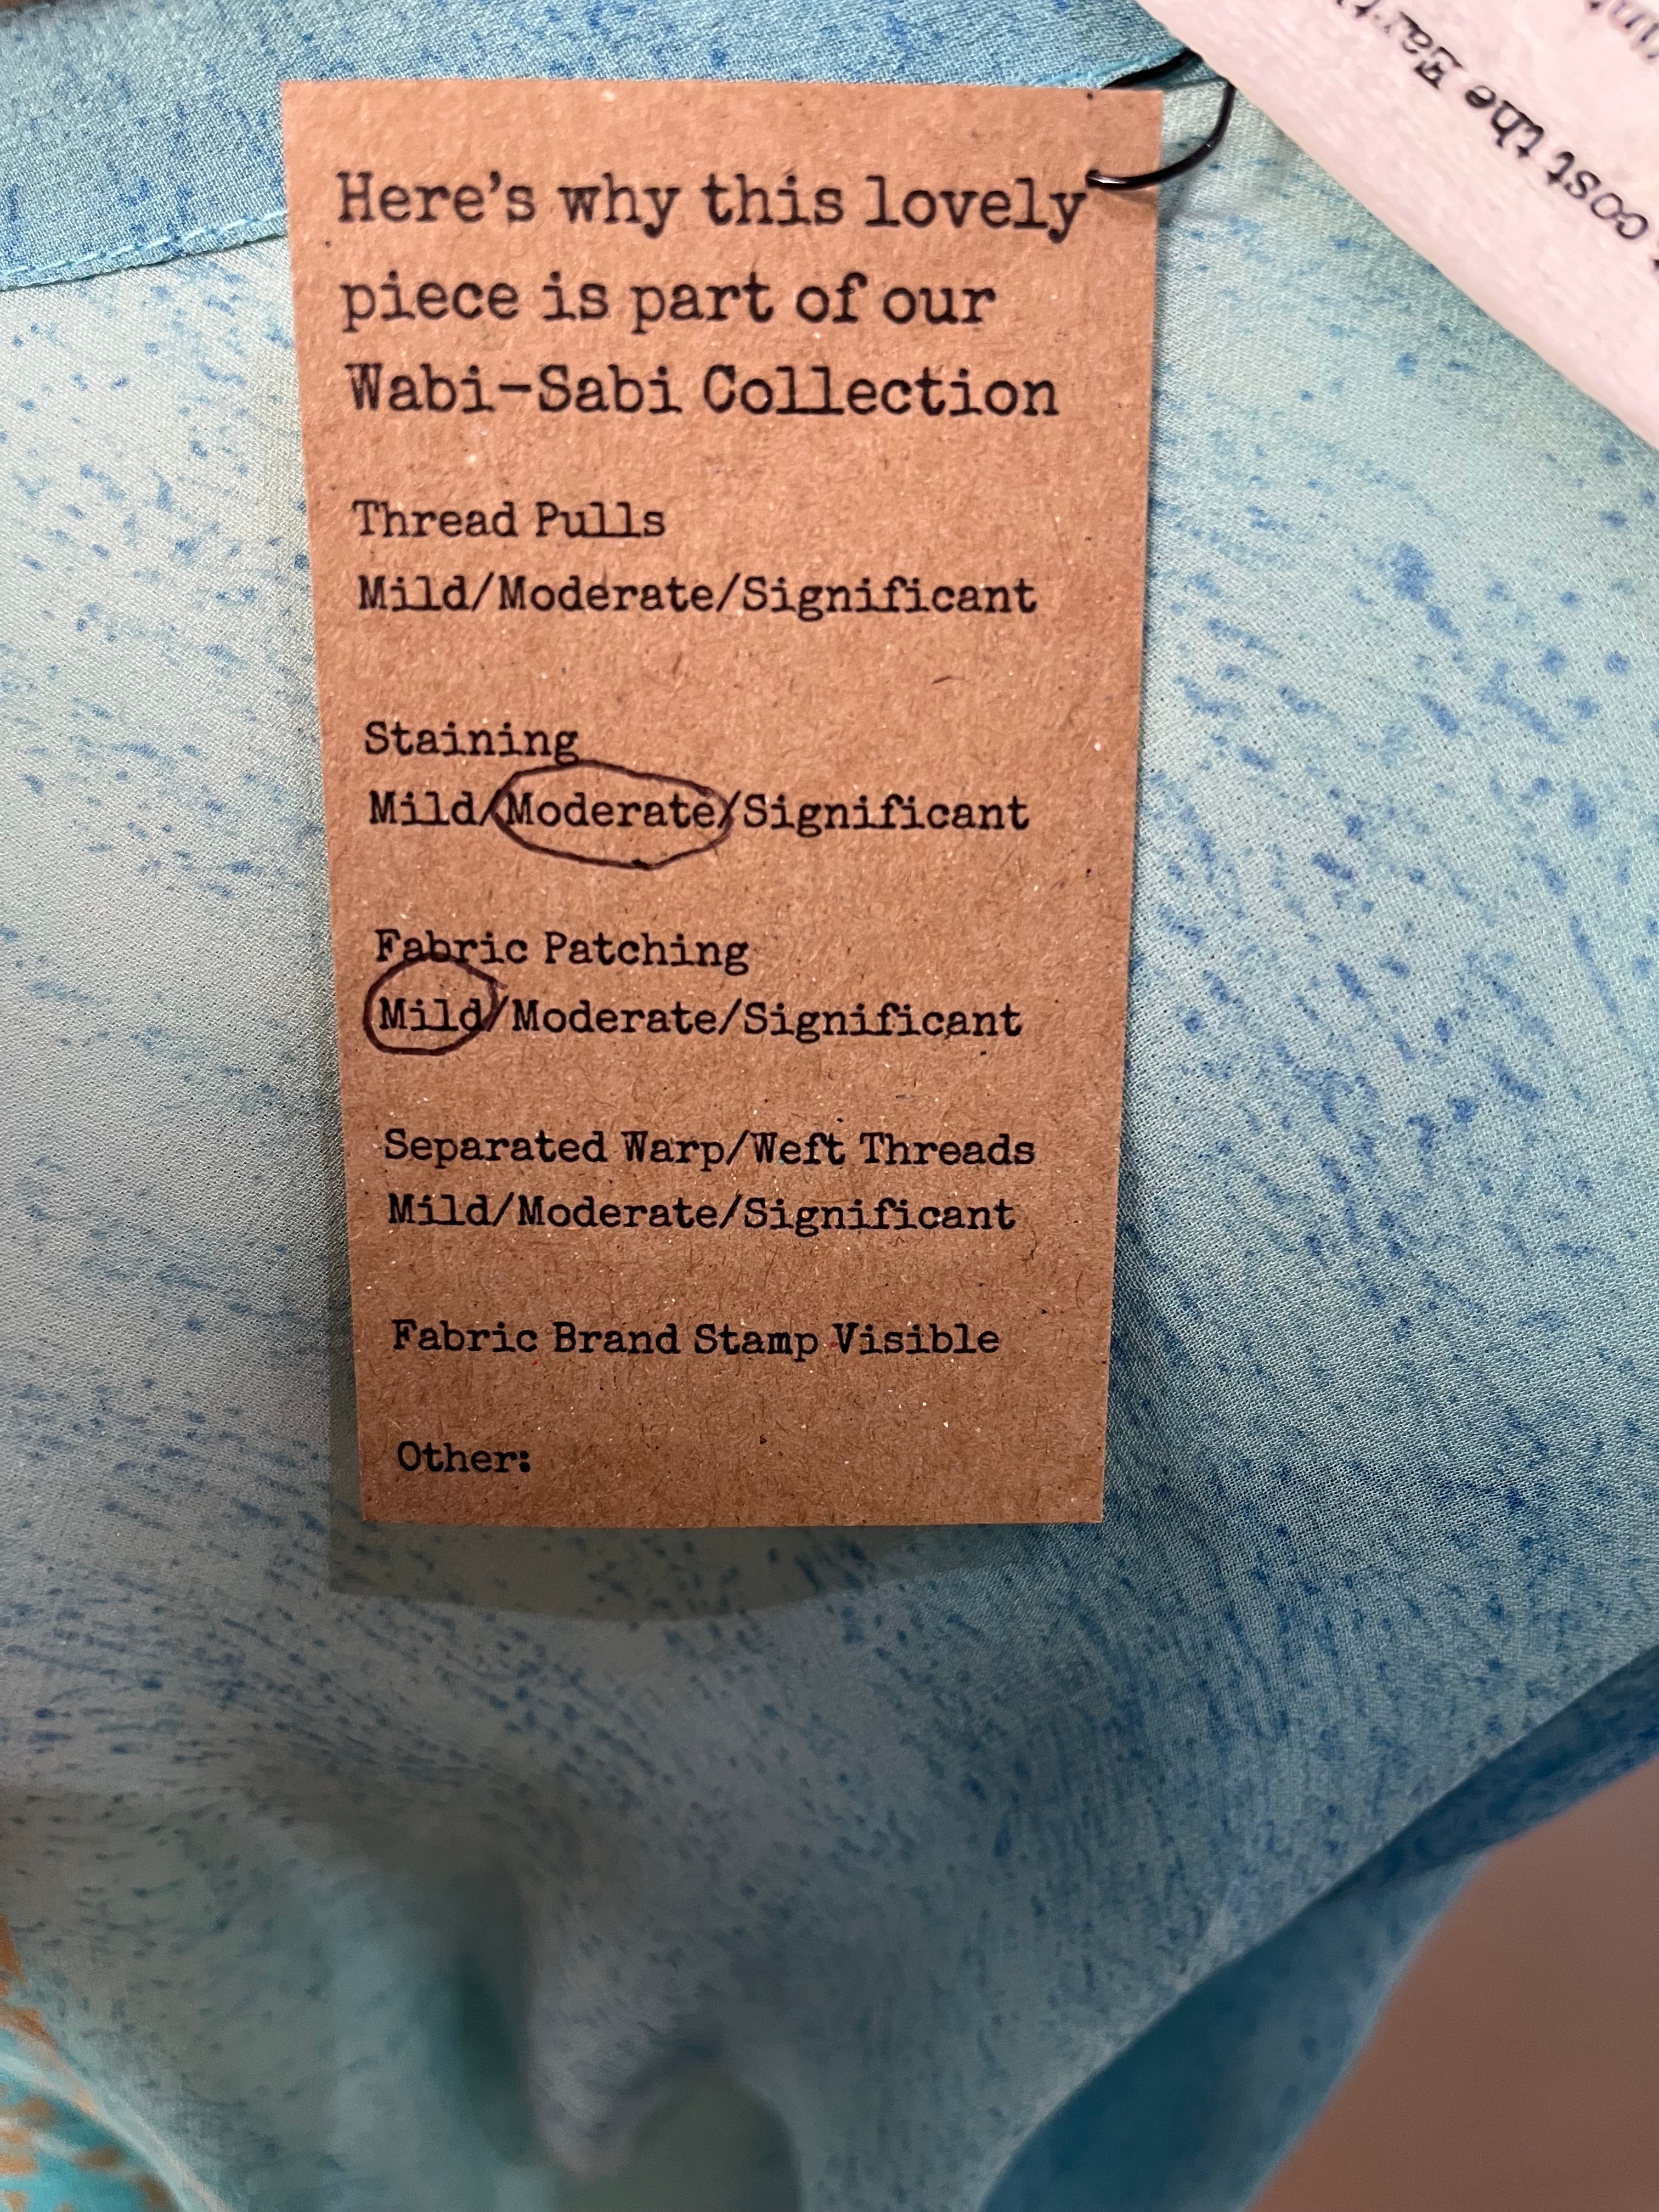 Here's why this lovely
piece is part of our
Wabi-Sabi Collection
Thread Pulls
Mild/Moderate/Significant
Staining
Mild/Moderate/Significant
Fabric Patching
Mild/Moderate/Significant
Separated Warp/Weft Threads
Mild/Moderate/Significant
Fabric Brand Stamp Visible
Other:
cost the